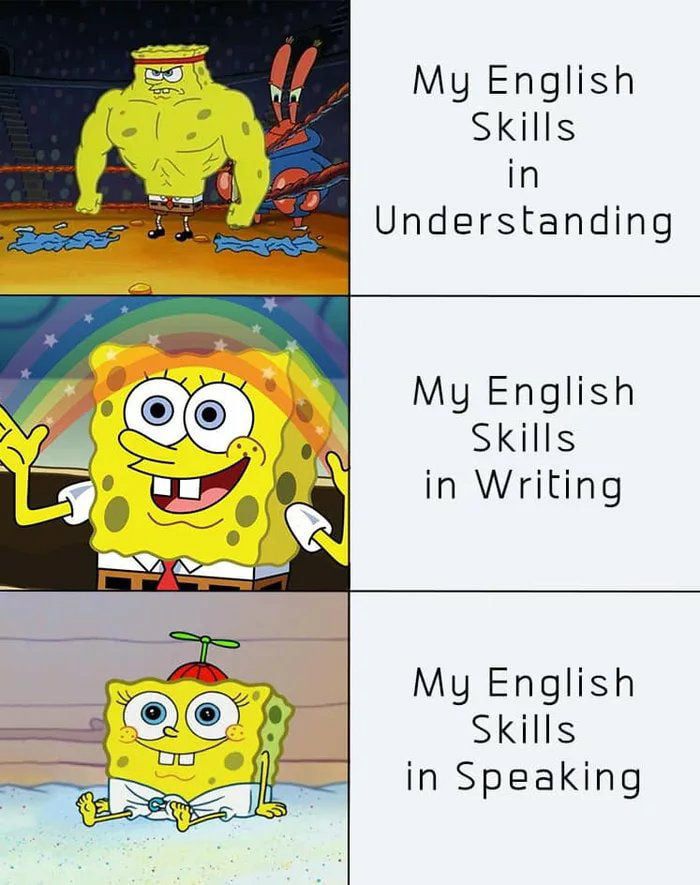 My English
Skills
in
Understanding
My English
Skills
in Writing
My English
Skills
in Speaking